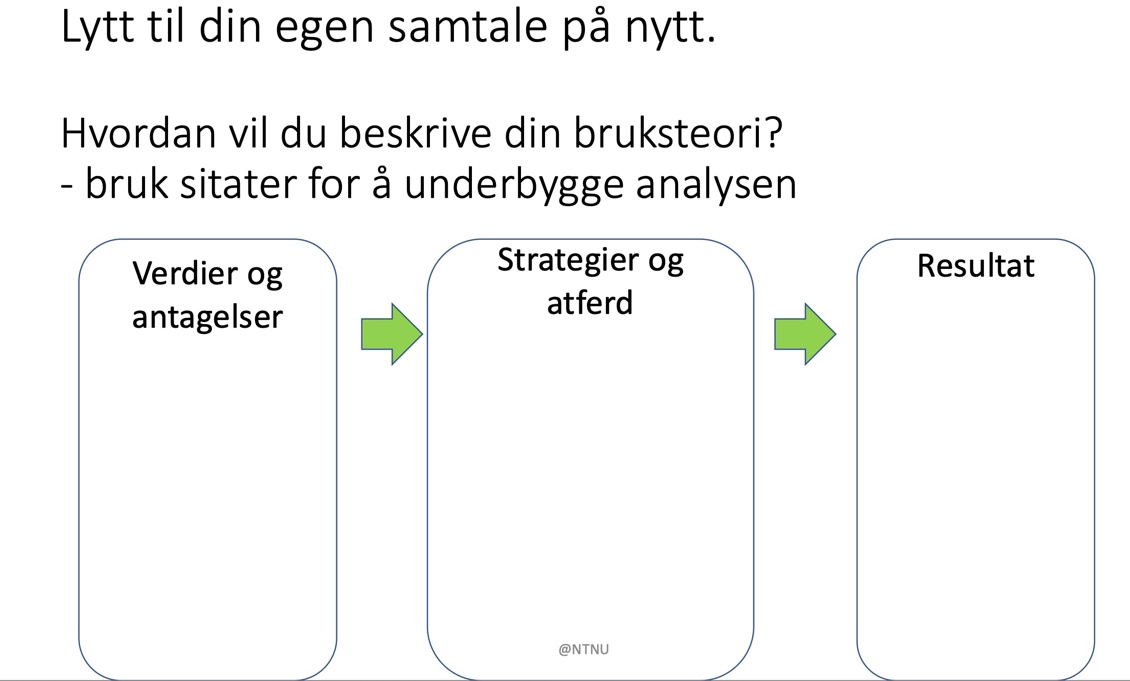 Lytt til din egen samtale på nytt.
Hvordan vil du beskrive din bruksteori?
- bruk sitater for å underbygge analysen
Verdier og
antagelser
Strategier og
atferd
Resultat
@NTNU